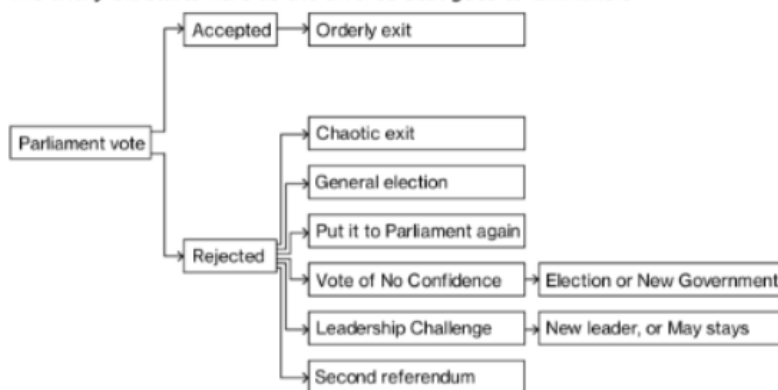 Accepted
Orderly exit
Parliament vote
Chaotic exit
General election
Put it to Parliament again
Rejected
Vote of No Confidence
Election or New Government
Leadership Challenge
New leader, or May stays
Second referendum